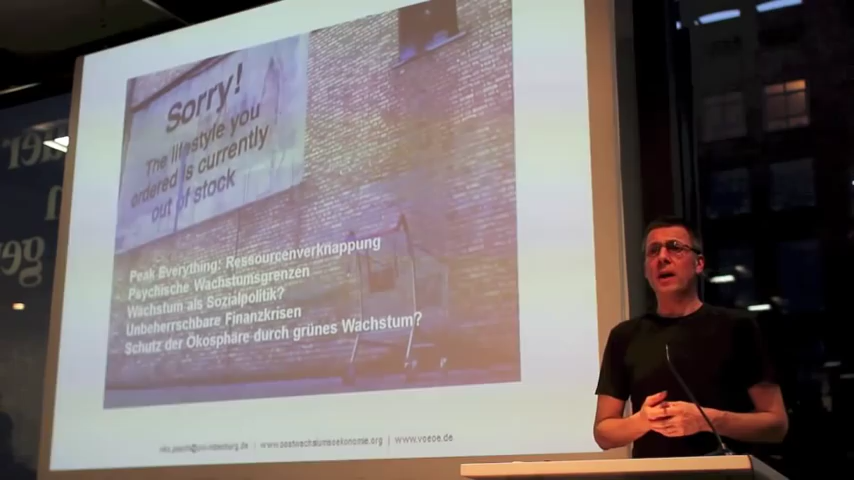 Sorry!
The lifestyle you
ordered is currently
out of stock
Peak Everything: Ressourcenverknappung
Psychische Wachstumsgrenzen
Wachstum als Sozialpolitik?
Unbeherrschbare Finanzkrisen
Schutz der Ökosphäre durch grünes Wachstum?
| www.postwachstumsoekonomie.org | www.voeoe.de